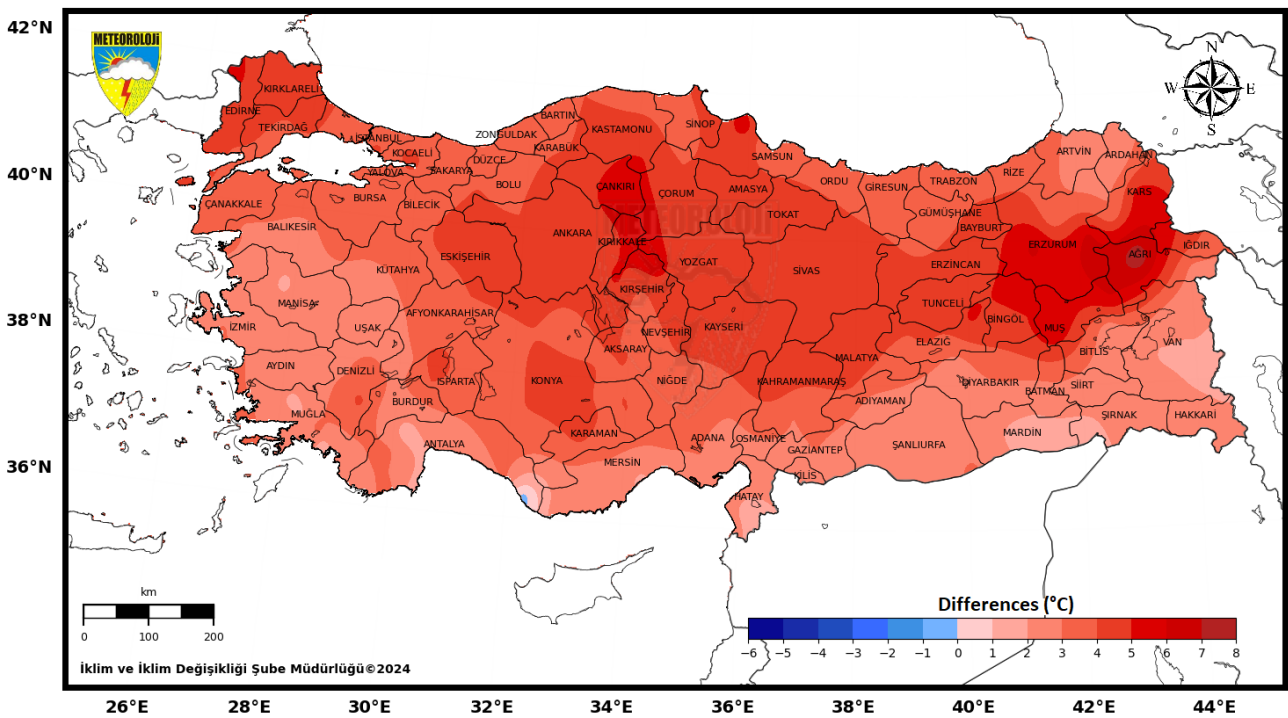 42°N
40°N
38°N
36°N
METEOROLOJİ
N
W E
S
KIRKLARELİ
EDİRNE
TEKİRDAĞ
İSTANBUL
KOCAELİ
YALOVA
SAKARYA
DÜZCE
ZONGULDAK
BARTIN
KARABÜK
KASTAMONU
SİNOP
SAMSUN
ORDU
GİRESUN
TRABZON
RİZE
ARTVİN
ARDAHAN
KARS
ÇANAKKALE
BURSA
BİLECİK
BOLU
ÇANKIRI
ÇORUM
AMASYA
TOKAT
GÜMÜŞHANE
BAYBURT
METEOROLOJİ
BALIKESİR
ESKİŞEHİR
ANKARA
KIRIKKALE
YOZGAT
SİVAS
ERZİNCAN
ERZURUM
AĞRI
IĞDIR
KÜTAHYA
MANİSA
UŞAK
AFYONKARAHİSAR
KIRŞEHİR
NEVŞEHİR
KAYSERİ
TUNCELİ
BİNGÖL
MUŞ
İZMİR
AKSARAY
MALATYA
ELAZIĞ
BİTLİS
VAN
AYDIN
DENİZLİ
ISPARTA
KONYA
NİĞDE
KAHRAMANMARAŞ
ADIYAMAN
DİYARBAKIR
BATMAN
SİİRT
MUĞLA
BURDUR
ANTALYA
KARAMAN
MERSİN
ADANA
OSMANİYE
GAZİANTEP
KİLİS
HATAY
ŞANLIURFA
MARDİN
ŞIRNAK
HAKKARİ
km
0 100 200
Differences (°C)
−6 −5 −4 −3 −2 −1 0 1 2 3 4 5 6 7 8
İklim ve İklim Değişikliği Şube Müdürlüğü©2024
26°E 28°E 30°E 32°E 34°E 36°E 38°E 40°E 42°E 44°E